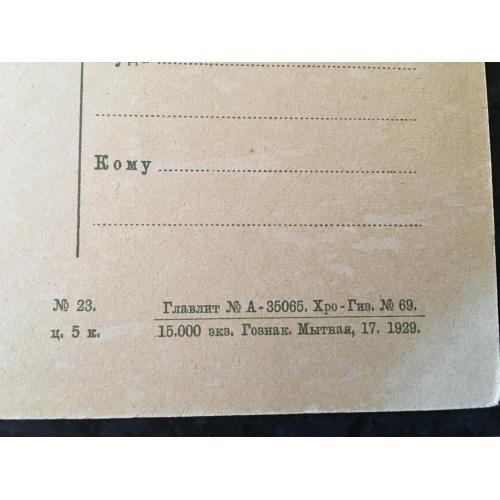 Кому
№ 23.
ц. 5 к.
Главлит № А-35065. Хро-Гиз. № 69.
15.000 экз. Гознак. Мытная, 17. 1929.